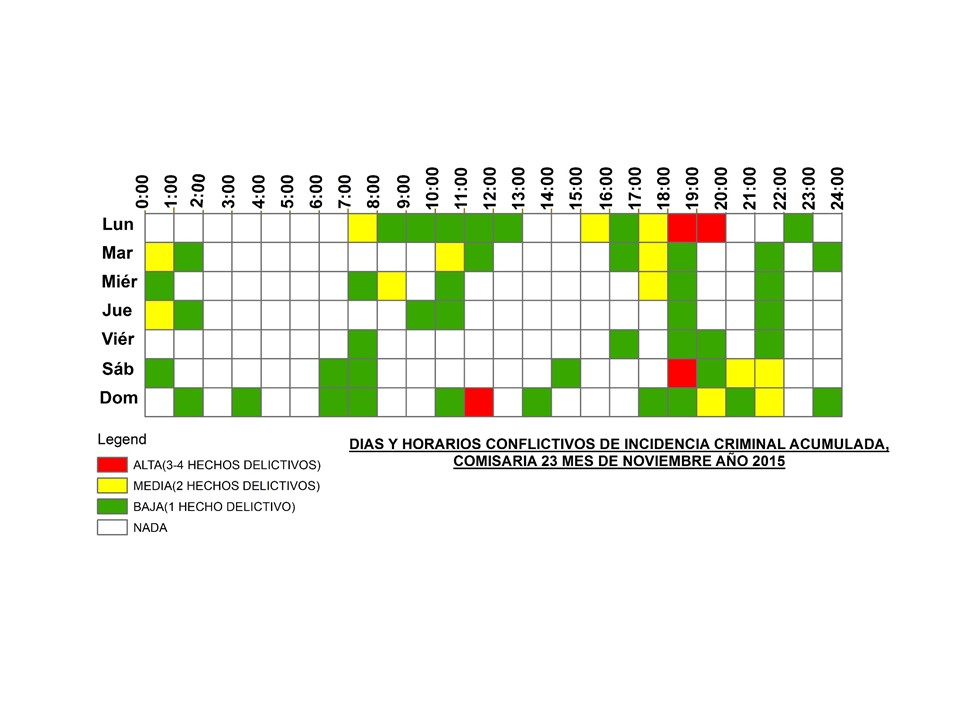 0:00 1:00 2:00 3:00 4:00 5:00 6:00 7:00 8:00 9:00 10:00 11:00 12:00 13:00 14:00 15:00 16:00 17:00 18:00 19:00 20:00 21:00 22:00 23:00 24:00
Lun
Mar
Miér
Jue
Viér
Sáb
Dom
Legend
ALTA(3-4 HECHOS DELICTIVOS)
MEDIA(2 HECHOS DELICTIVOS)
BAJA(1 HECHO DELICTIVO)
NADA
DIAS Y HORARIOS CONFLICTIVOS DE INCIDENCIA CRIMINAL ACUMULADA,
COMISARIA 23 MES DE NOVIEMBRE AÑO 2015